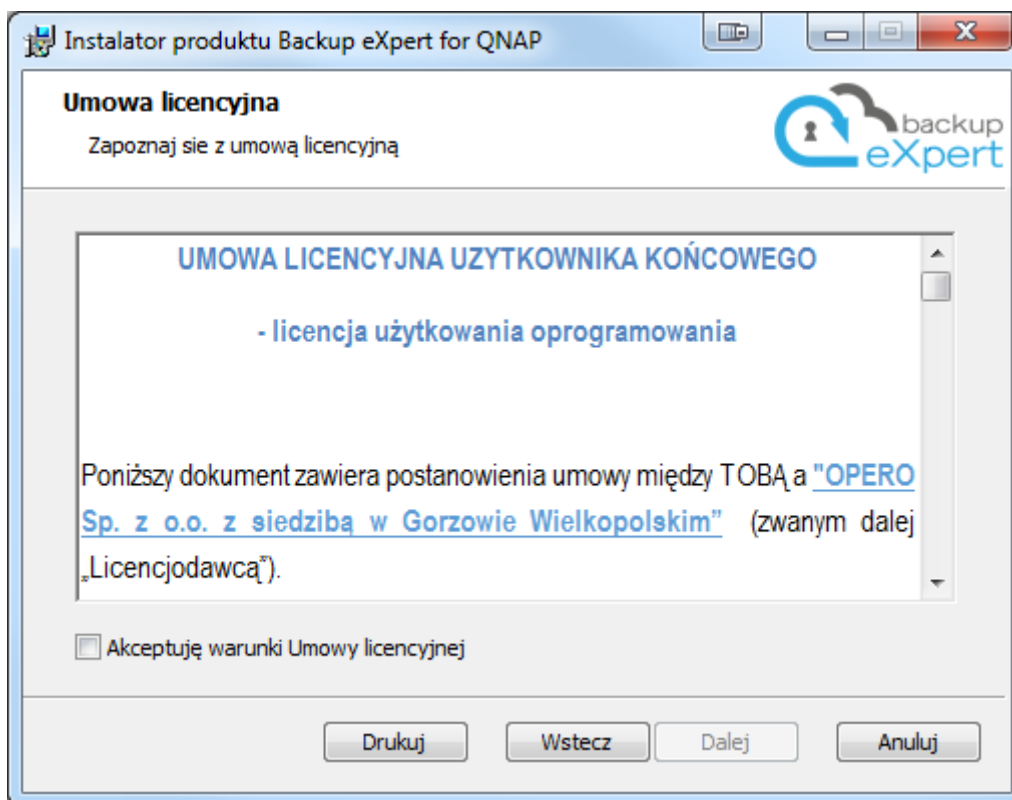 Instalator produktu Backup eXpert for QNAP
Umowa licencyjna
Zapoznaj sie z umową licencyjną
backup
eXpert
UMOWA LICENCYJNA UZYTKOWNIKA KOŃCOWEGO
- licencja użytkowania oprogramowania
Poniższy dokument zawiera postanowienia umowy między TOBĄ a "OPERO
Sp. z o.o. z siedzibą w Gorzowie Wielkopolskim” (zwanym dalej
„Licencjodawcą”).
Akceptuję warunki Umowy licencyjnej
Drukuj Wstecz Dalej Anuluj